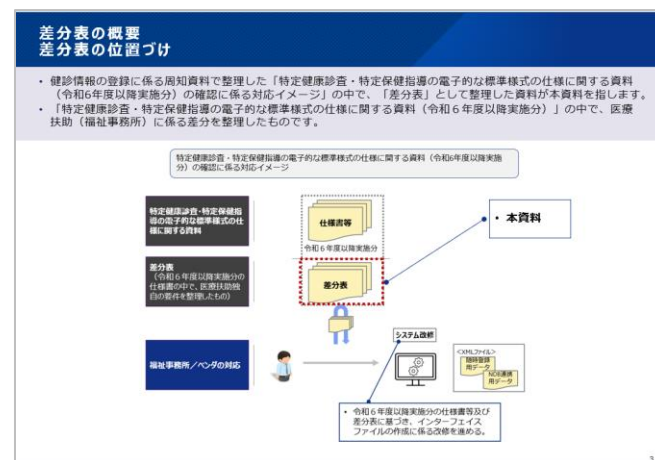 差分表の概要
差分表の位置づけ
• 健診情報の登録に係る周知資料で整理した「特定健康診査・特定保健指導の電子的な標準様式の仕様に関する資料
（令和6年度以降実施分）の確認に係る対応イメージ」の中で、「差分表」として整理した資料が本資料を指します。
• 「特定健康診査・特定保健指導の電子的な標準様式の仕様に関する資料（令和６年度以降実施分）」の中で、医療
扶助（福祉事務所）に係る差分を整理したものです。
特定健康診査・特定保健指導の電子的な標準様式の仕様に関する資料（令和6年度以降実施
分）の確認に係る対応イメージ
特定健康診査・特定保健指
導の電子的な標準様式の仕
様に関する資料
仕様書等
令和６年度以降実施分
• 本資料
差分表
（令和６年度以降実施分の
仕様書の中で、医療扶助独
自の要件を整理したもの）
差分表
福祉事務所／ベンダの対応
システム改修
<XMLファイル>
随時登録
用データ
NDB連携
用データ
• 令和６年度以降実施分の仕様書等及び
差分表に基づき、インターフェイス
ファイルの作成に係る改修を進める。
3